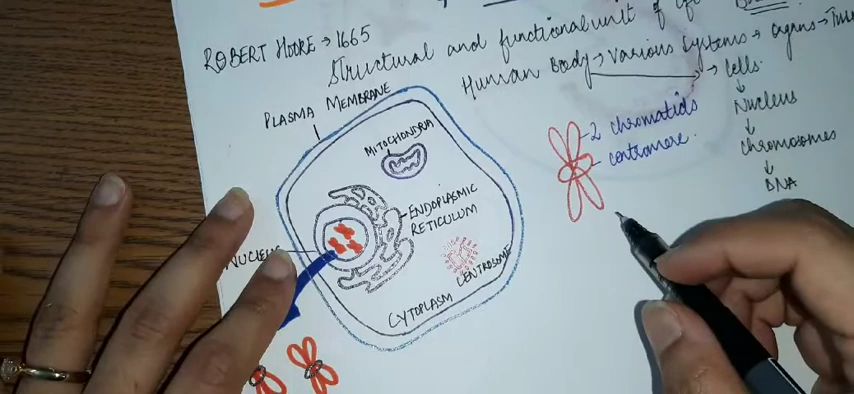 ROBERT HOOKE → 1665
Structural and functional unit of
Human Body → Various Systems → organs →
→ Cells.
↓
Nucleus
↓
Chromosomes
↓
DNA
PLASMA MEMBRANE
MITOCHONDRIA
2 chromatids
centromere.
ENDOPLASMIC
RETICULUM
NUCLEUS
CENTROSOME
CYTOPLASM